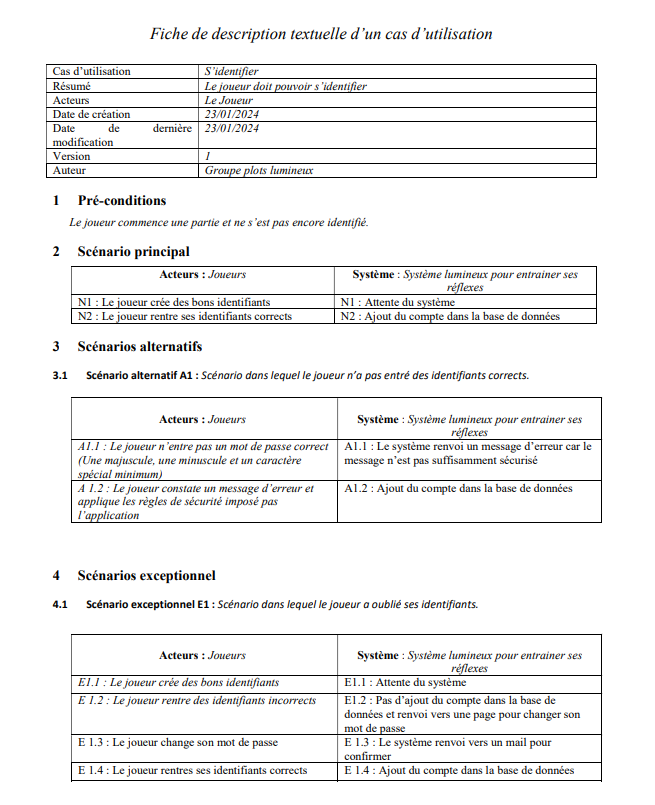 Fiche de description textuelle d'un cas d'utilisation
Cas d'utilisation S'identifier
Résumé Le joueur doit pouvoir s'identifier
Acteurs Le Joueur
Date de création 23/01/2024
Date de dernière modification 23/01/2024
Version 1
Auteur Groupe plots lumineux
1 Pré-conditions
Le joueur commence une partie et ne s'est pas encore identifié.
2 Scénario principal
Acteurs : Joueurs
Système : Système lumineux pour entrainer ses
réflexes
N1 : Le joueur crée des bons identifiants
N1 : Attente du système
N2 : Le joueur rentre ses identifiants corrects
N2 : Ajout du compte dans la base de données
3 Scénarios alternatifs
3.1 Scénario alternatif A1 : Scénario dans lequel le joueur n'a pas entré des identifiants corrects.
Acteurs : Joueurs
Système : Système lumineux pour entrainer ses
réflexes
A1.1 : Le joueur n'entre pas un mot de passe correct
(Une majuscule, une minuscule et un caractère
spécial minimum)
A1.1 : Le système renvoi un message d'erreur car le
message n'est pas suffisamment sécurisé
A 1.2 : Le joueur constate un message d'erreur et
applique les règles de sécurité imposé pas
l'application
A1.2 : Ajout du compte dans la base de données
4 Scénarios exceptionnel
4.1 Scénario exceptionnel E1 : Scénario dans lequel le joueur a oublié ses identifiants.
Acteurs : Joueurs
Système : Système lumineux pour entrainer ses
réflexes
E1.1 : Le joueur crée des bons identifiants
E1.1 : Attente du système
E 1.2 : Le joueur rentre des identifiants incorrects
E1.2 : Pas d'ajout du compte dans la base de
données et renvoi vers une page pour changer son
mot de passe
E 1.3 : Le joueur change son mot de passe
E 1.3 : Le système renvoi vers un mail pour
confirmer
E 1.4 : Le joueur rentres ses identifiants corrects
E 1.4 : Ajout du compte dans la base de données